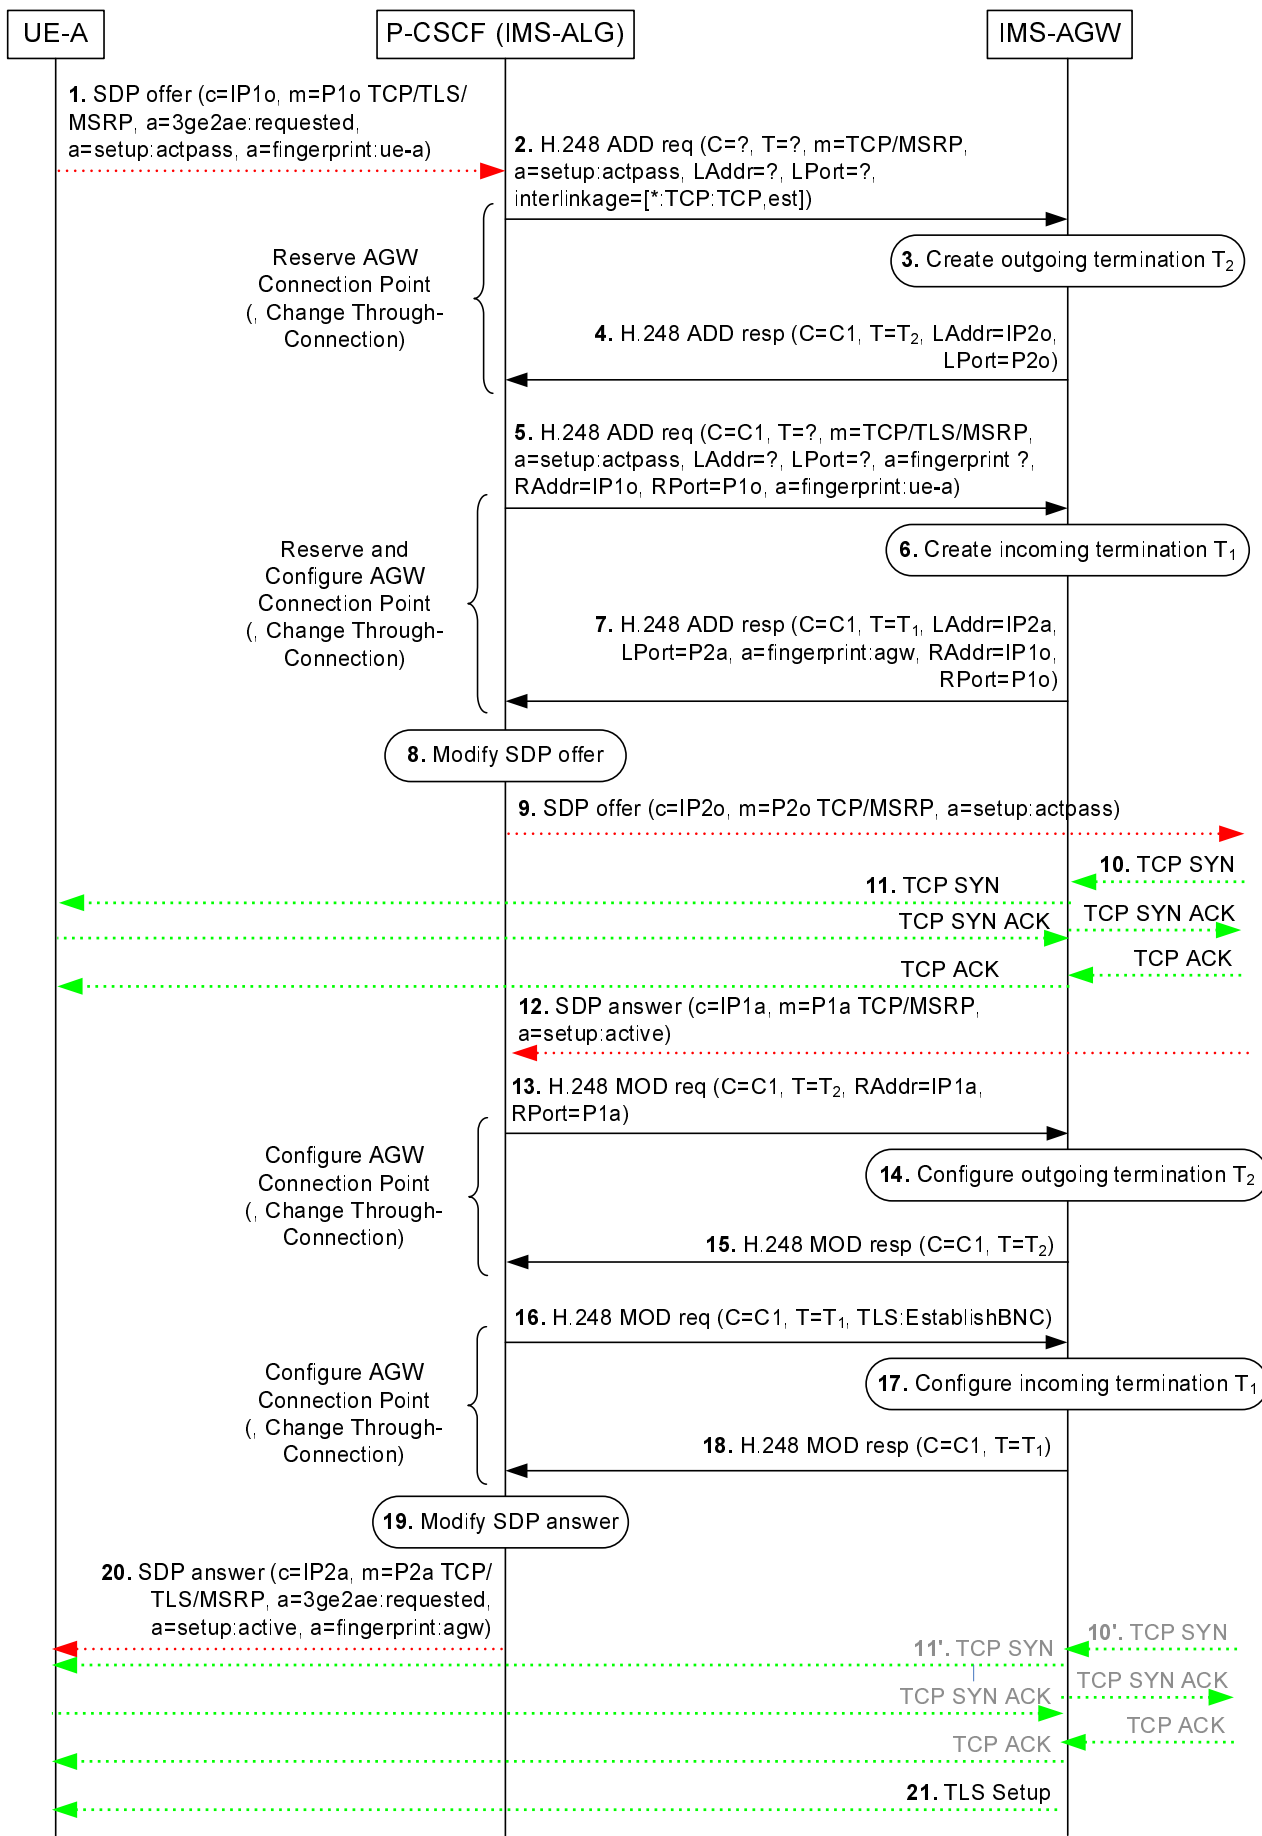 UE-A
P-CSCF (IMS-ALG)
IMS-AGW
1. SDP offer (c=IP1o, m=P1o TCP/TLS/
MSRP, a=3ge2ae:requested,
a=setup:actpass, a=fingerprint:ue-a)
2. H.248 ADD req (C=?, T=?, m=TCP/MSRP,
a=setup:actpass, LAddr=?, LPort=?,
interlinkage=[*:TCP:TCP,est])
Reserve AGW
Connection Point
(, Change Through-
Connection)
3. Create outgoing termination T2
4. H.248 ADD resp (C=C1, T=T2, LAddr=IP2o,
LPort=P2o)
5. H.248 ADD req (C=C1, T=?, m=TCP/TLS/MSRP,
a=setup:actpass, LAddr=?, LPort=?, a=fingerprint ?,
RAddr=IP1o, RPort=P1o, a=fingerprint:ue-a)
Reserve and
Configure AGW
Connection Point
(, Change Through-
Connection)
6. Create incoming termination T1
7. H.248 ADD resp (C=C1, T=T1, LAddr=IP2a,
LPort=P2a, a=fingerprint:agw, RAddr=IP1o,
RPort=P1o)
8. Modify SDP offer
9. SDP offer (c=IP2o, m=P2o TCP/MSRP, a=setup:actpass)
10. TCP SYN
11. TCP SYN
TCP SYN ACK
TCP SYN ACK
TCP ACK
TCP ACK
12. SDP answer (c=IP1a, m=P1a TCP/MSRP,
a=setup:active)
13. H.248 MOD req (C=C1, T=T2, RAddr=IP1a,
RPort=P1a)
Configure AGW
Connection Point
(, Change Through-
Connection)
14. Configure outgoing termination T2
15. H.248 MOD resp (C=C1, T=T2)
16. H.248 MOD req (C=C1, T=T1, TLS:EstablishBNC)
Configure AGW
Connection Point
(, Change Through-
Connection)
17. Configure incoming termination T1
18. H.248 MOD resp (C=C1, T=T1)
19. Modify SDP answer
20. SDP answer (c=IP2a, m=P2a TCP/
TLS/MSRP, a=3ge2ae:requested,
a=setup:active, a=fingerprint:agw)
10'. TCP SYN
11'. TCP SYN
TCP SYN ACK
TCP SYN ACK
TCP ACK
TCP ACK
21. TLS Setup